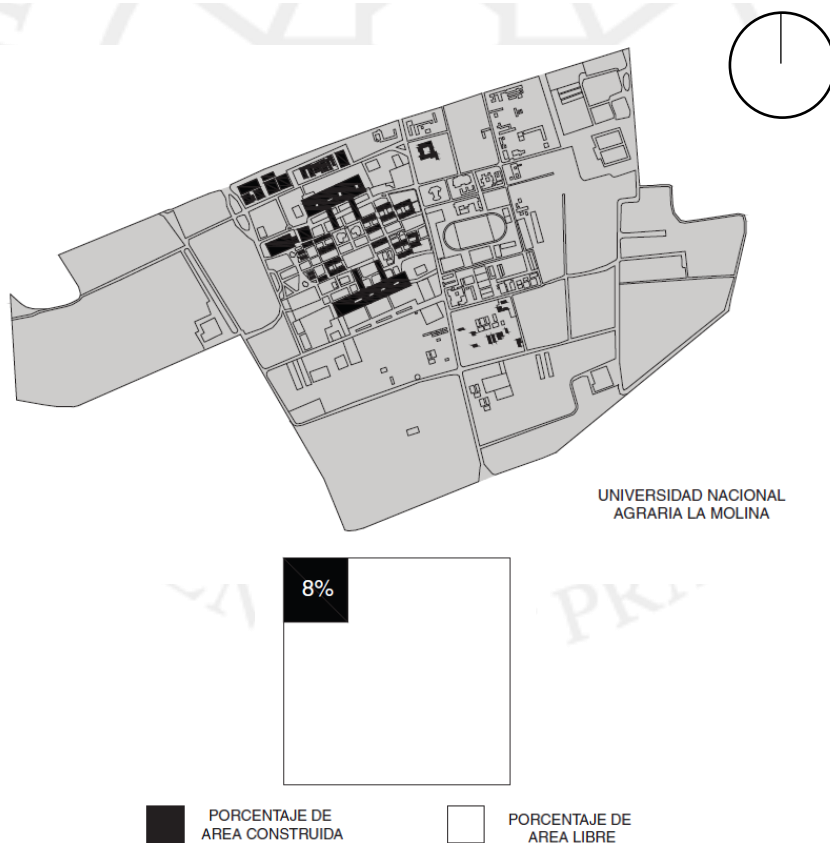 UNIVERSIDAD NACIONAL
AGRARIA LA MOLINA
8%
PORCENTAJE DE
AREA CONSTRUIDA
PORCENTAJE DE
AREA LIBRE